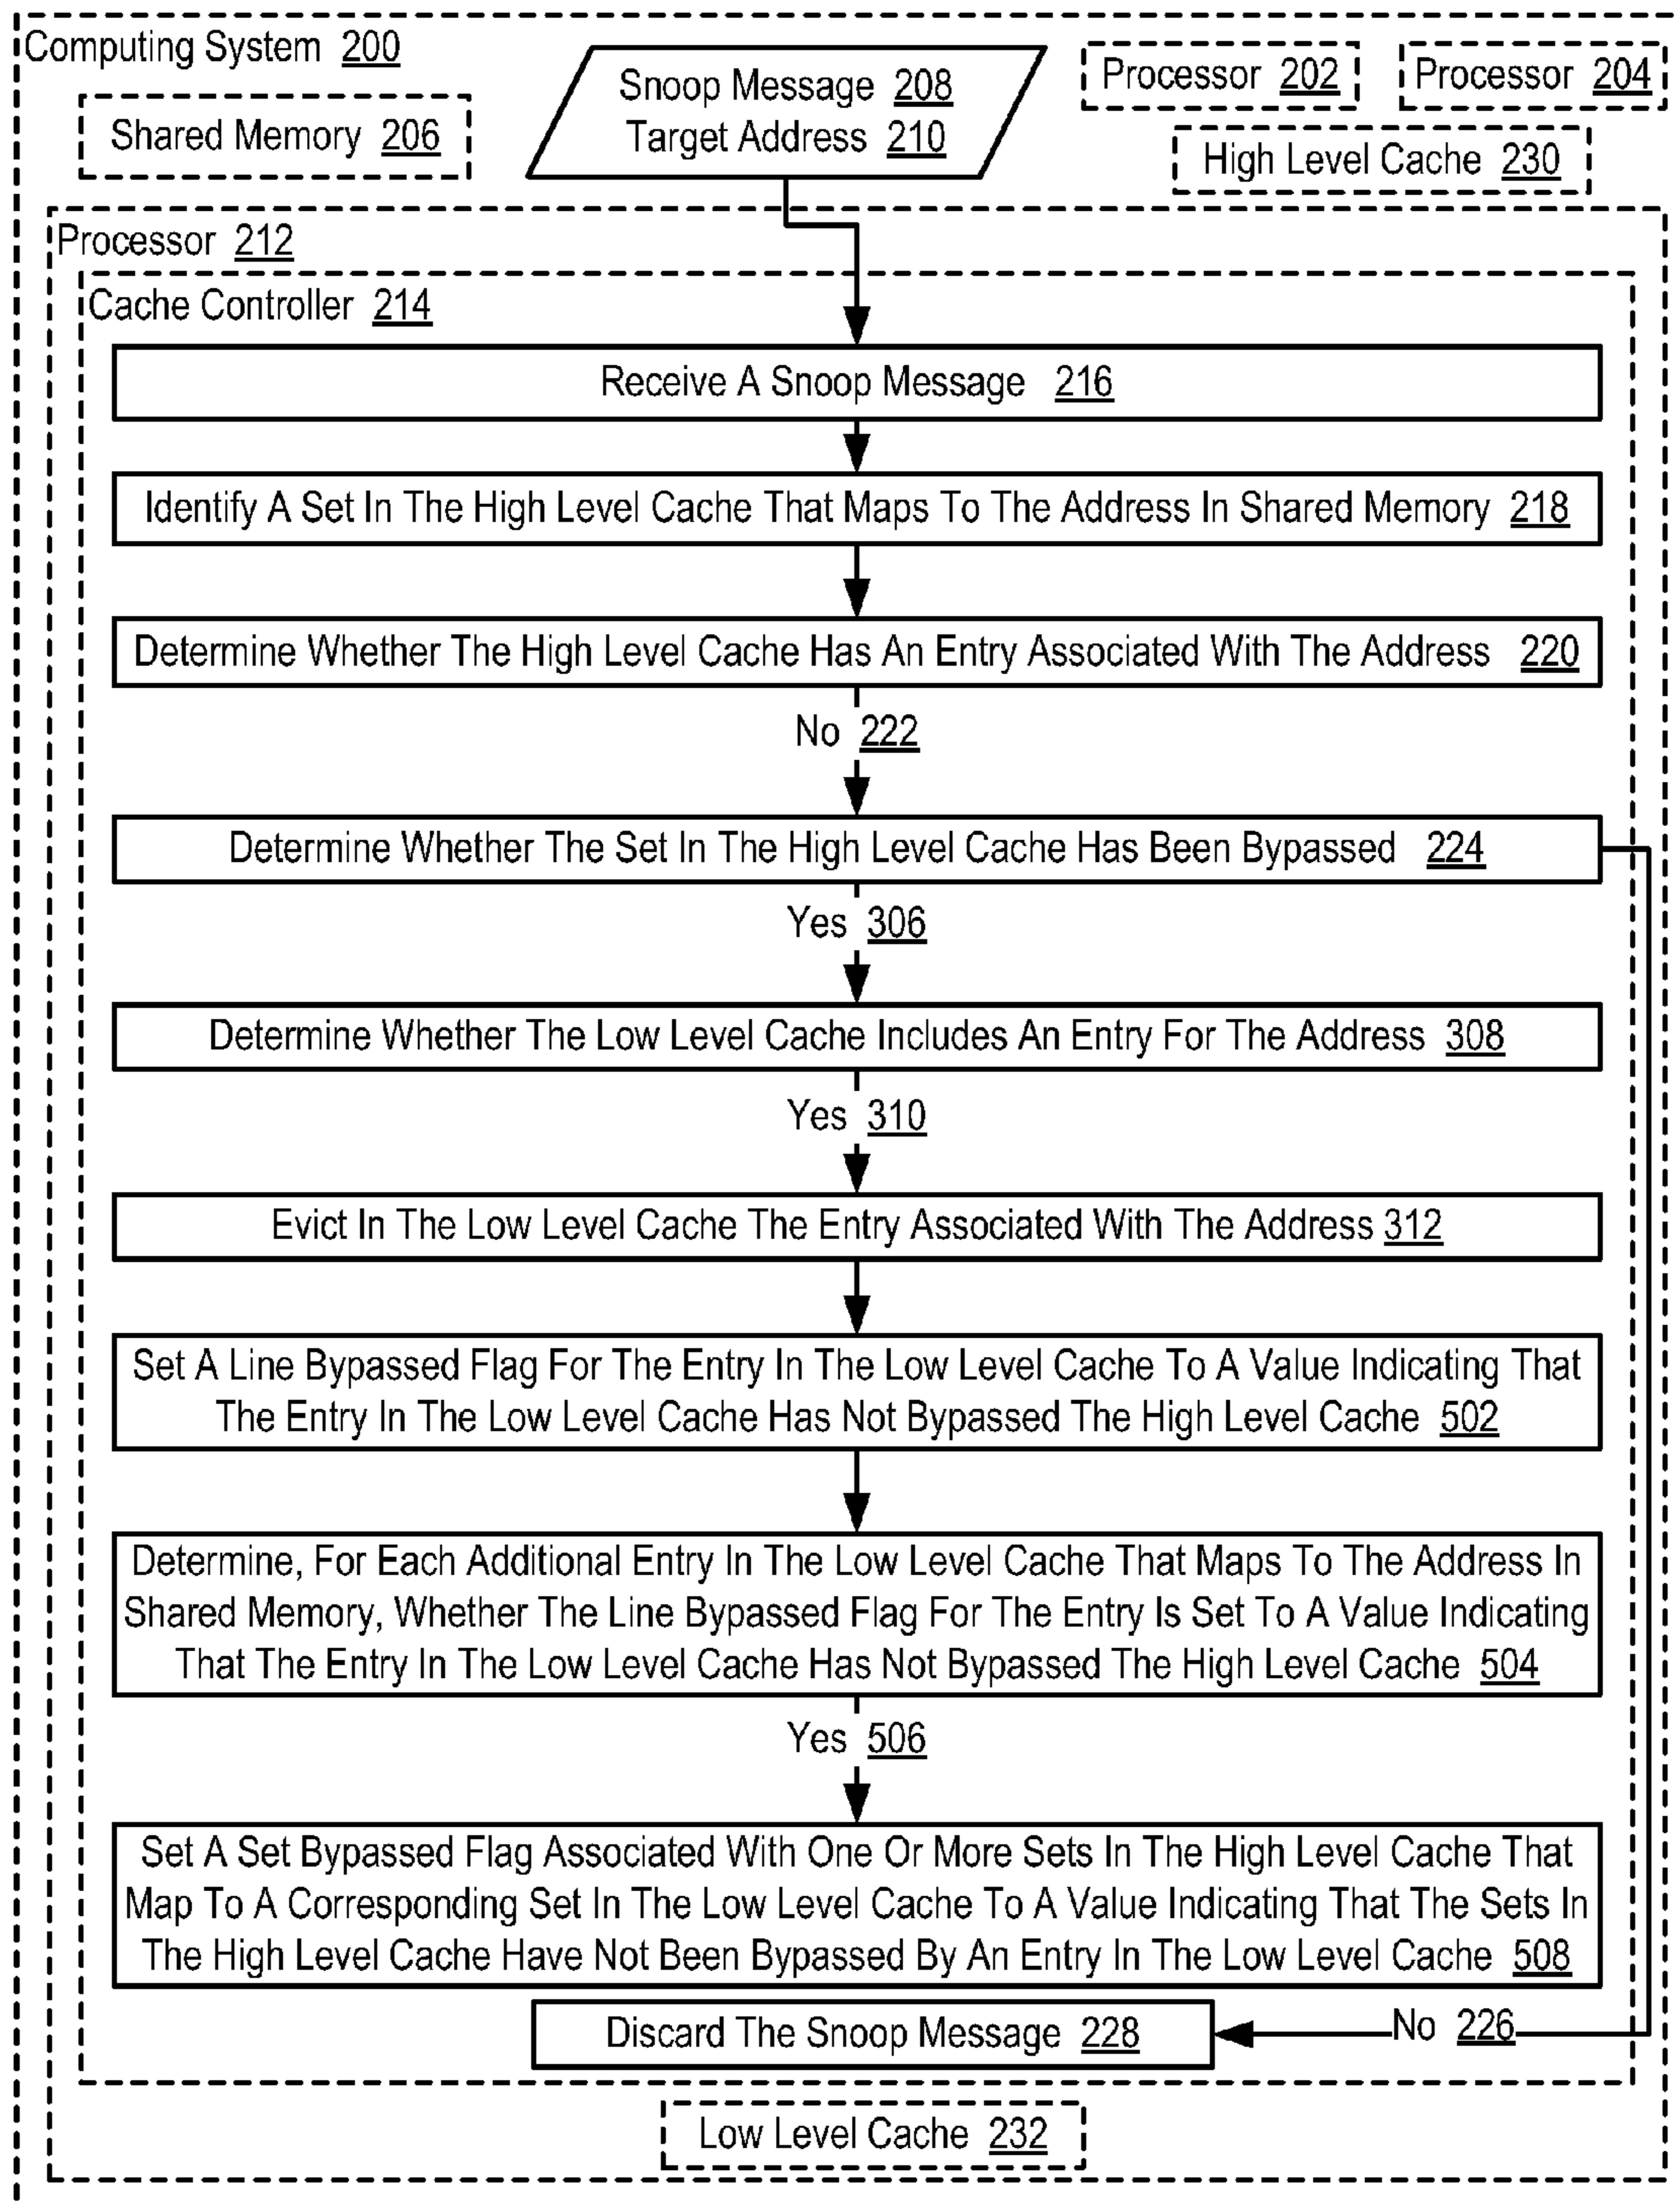 Computing System 200
Shared Memory 206
Snoop Message 208
Target Address 210
Processor 202
Processor 204
High Level Cache 230
Processor 212
Cache Controller 214
Receive A Snoop Message 216
Identify A Set In The High Level Cache That Maps To The Address In Shared Memory 218
Determine Whether The High Level Cache Has An Entry Associated With The Address 220
No 222
Determine Whether The Set In The High Level Cache Has Been Bypassed 224
Yes 306
Determine Whether The Low Level Cache Includes An Entry For The Address 308
Yes 310
Evict In The Low Level Cache The Entry Associated With The Address 312
Set A Line Bypassed Flag For The Entry In The Low Level Cache To A Value Indicating That
The Entry In The Low Level Cache Has Not Bypassed The High Level Cache 502
Determine, For Each Additional Entry In The Low Level Cache That Maps To The Address In
Shared Memory, Whether The Line Bypassed Flag For The Entry Is Set To A Value Indicating
That The Entry In The Low Level Cache Has Not Bypassed The High Level Cache 504
Yes 506
Set A Set Bypassed Flag Associated With One Or More Sets In The High Level Cache That
Map To A Corresponding Set In The Low Level Cache To A Value Indicating That The Sets In
The High Level Cache Have Not Been Bypassed By An Entry In The Low Level Cache 508
Discard The Snoop Message 228
No 226
Low Level Cache 232